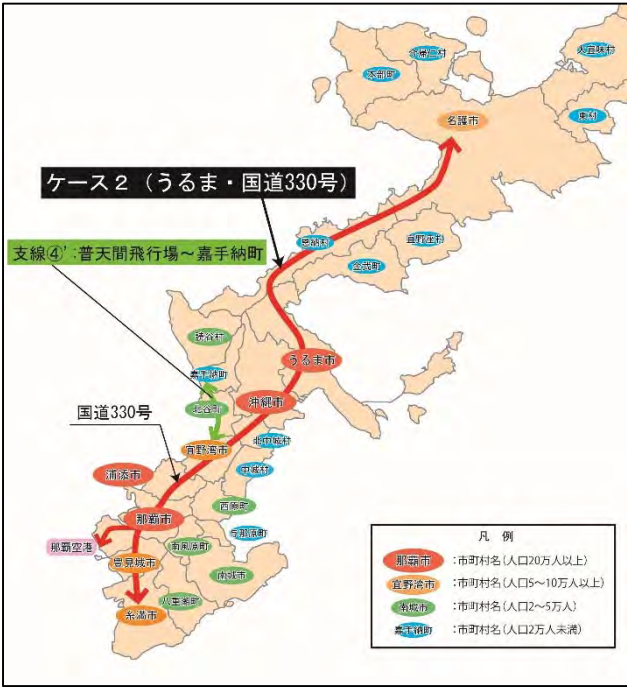 今帰仁村
大宜味村
本部町
東村
名護市
ケース２（うるま・国道330号）
恩納村
宜野座村
金武町
支線④’:普天間飛行場～嘉手納町
読谷村
うるま市
嘉手納町
沖縄市
北谷町
国道330号
宜野湾市
北中城村
中城村
浦添市
西原町
那覇市
与那原町
那覇空港
南風原町
豊見城市
南城市
八重瀬町
糸満市
凡 例
那覇市 :市町村名(人口20万人以上)
宜野湾市 :市町村名(人口5～10万人以上)
南城市 :市町村名(人口2～5万人)
嘉手納町 :市町村名(人口2万人未満)